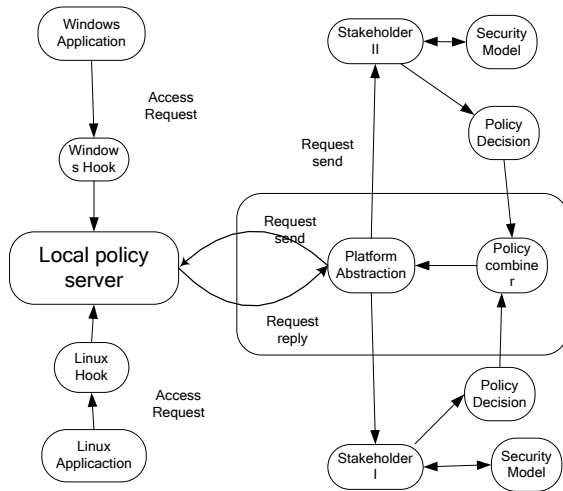 Windows
Application
Access
Request
Window
s Hook
Local policy
server
Linux
Hook
Access
Request
Linux
Applicaction
Stakeholder
II
Security
Model
Policy
Decision
Request
send
Request
send
Platform
Abstraction
Policy
combine
r
Request
reply
Policy
Decision
Stakeholder
I
Security
Model